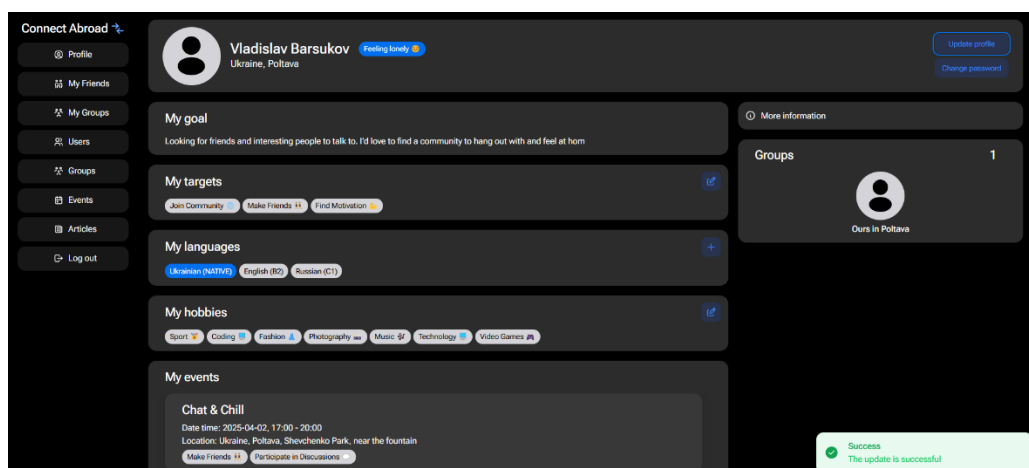 Connect Abroad
Profile
My Friends
My Groups
Users
Groups
Events
Articles
Log out
Vladislav Barsukov Feeling lonely
Ukraine, Poltava
Update profile
Change password
My goal
Looking for friends and interesting people to talk to. I'd love to find a community to hang out with and feel at hom
My targets
Join Community Make Friends Find Motivation
My languages
Ukrainian (NATIVE) English (B2) Russian (C1)
My hobbies
Sport Coding Fashion Photography Music Technology Video Games
My events
Chat & Chill
Date time: 2025-04-02, 17:00 - 20:00
Location: Ukraine, Poltava, Shevchenko Park, near the fountain
Make Friends Participate in Discussions
More information
Groups 1
Ours in Poltava
Success
The update is successful